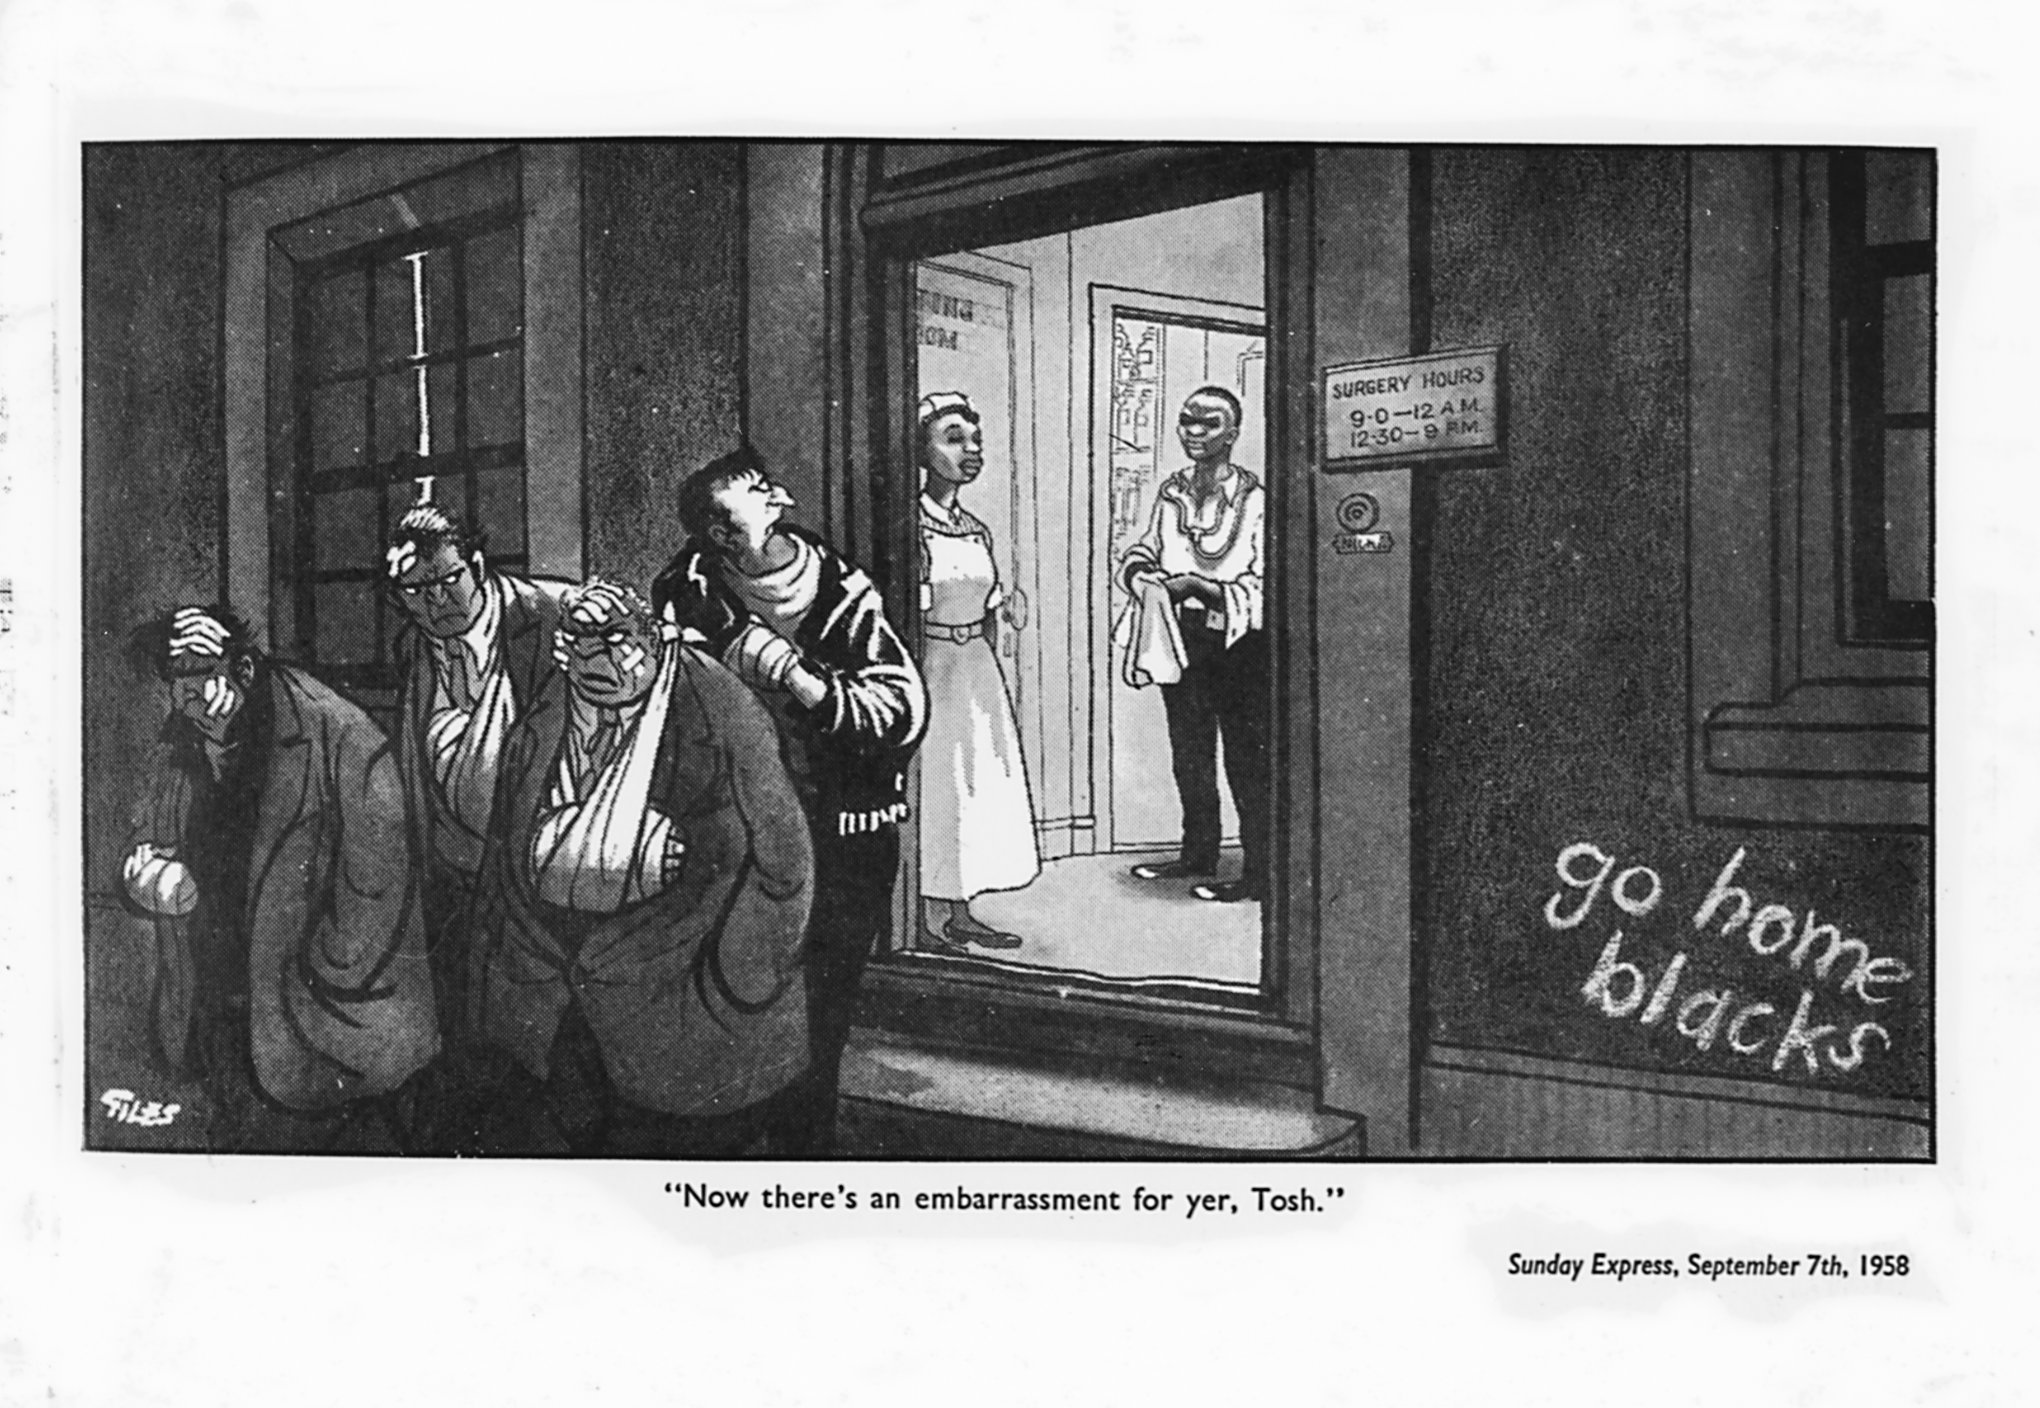 SURGERY HOURS
9-0—12 A.M.
12-30—9 P.M.
go home
blacks
GILES
"Now there's an embarrassment for yer, Tosh."
Sunday Express, September 7th, 1958